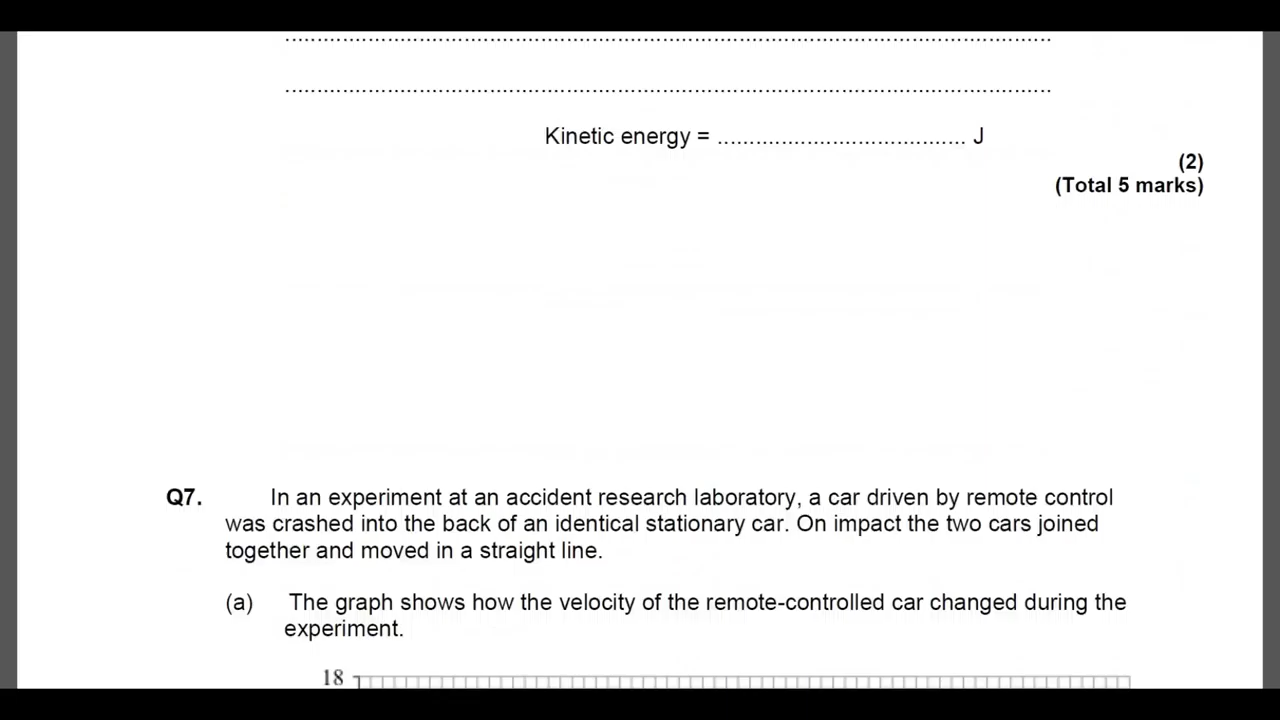 ................................................................................................................
................................................................................................................
Kinetic energy = ...................................... J
(2)
(Total 5 marks)
Q7. In an experiment at an accident research laboratory, a car driven by remote control
was crashed into the back of an identical stationary car. On impact the two cars joined
together and moved in a straight line.
(a) The graph shows how the velocity of the remote-controlled car changed during the
experiment.
18